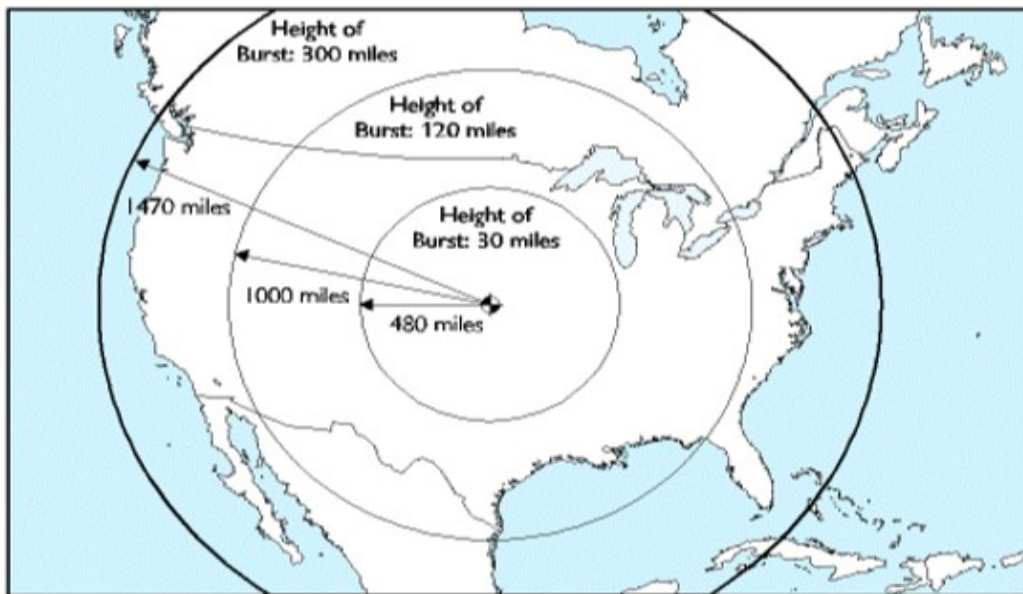 Height of
Burst: 300 miles
Height of
Burst: 120 miles
1470 miles
Height of
Burst: 30 miles
1000 miles
480 miles